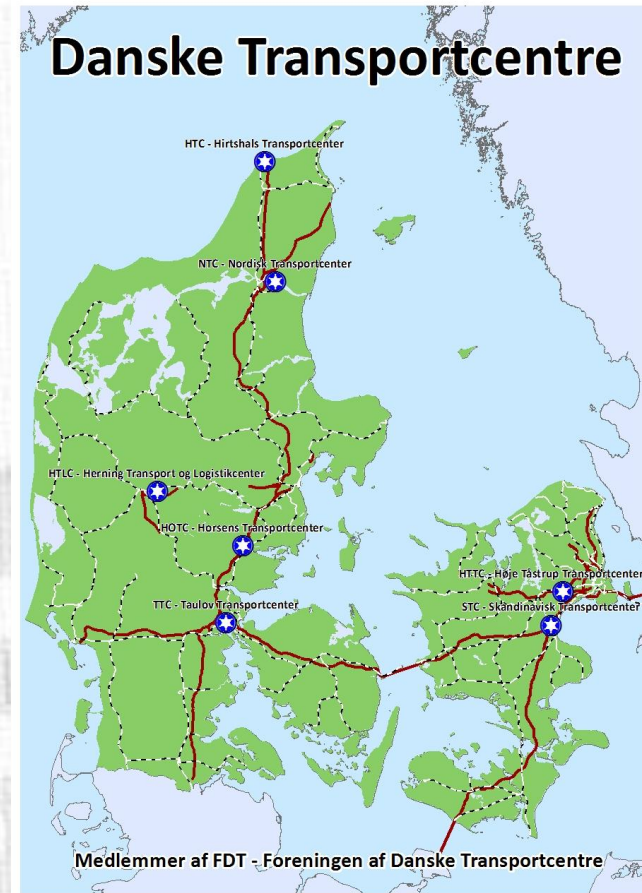 Danske Transportcentre
HTC - Hirtshals Transportcenter
NTC - Nordisk Transportcenter
HTLC - Herning Transport og Logistikcenter
HOTC - Horsens Transportcenter
HTTC - Høje Tåstrup Transportcenter
TTC - Taulov Transportcenter
STC - Skandinavisk Transportcenter
Medlemmer af FDT - Foreningen af Danske Transportcentre